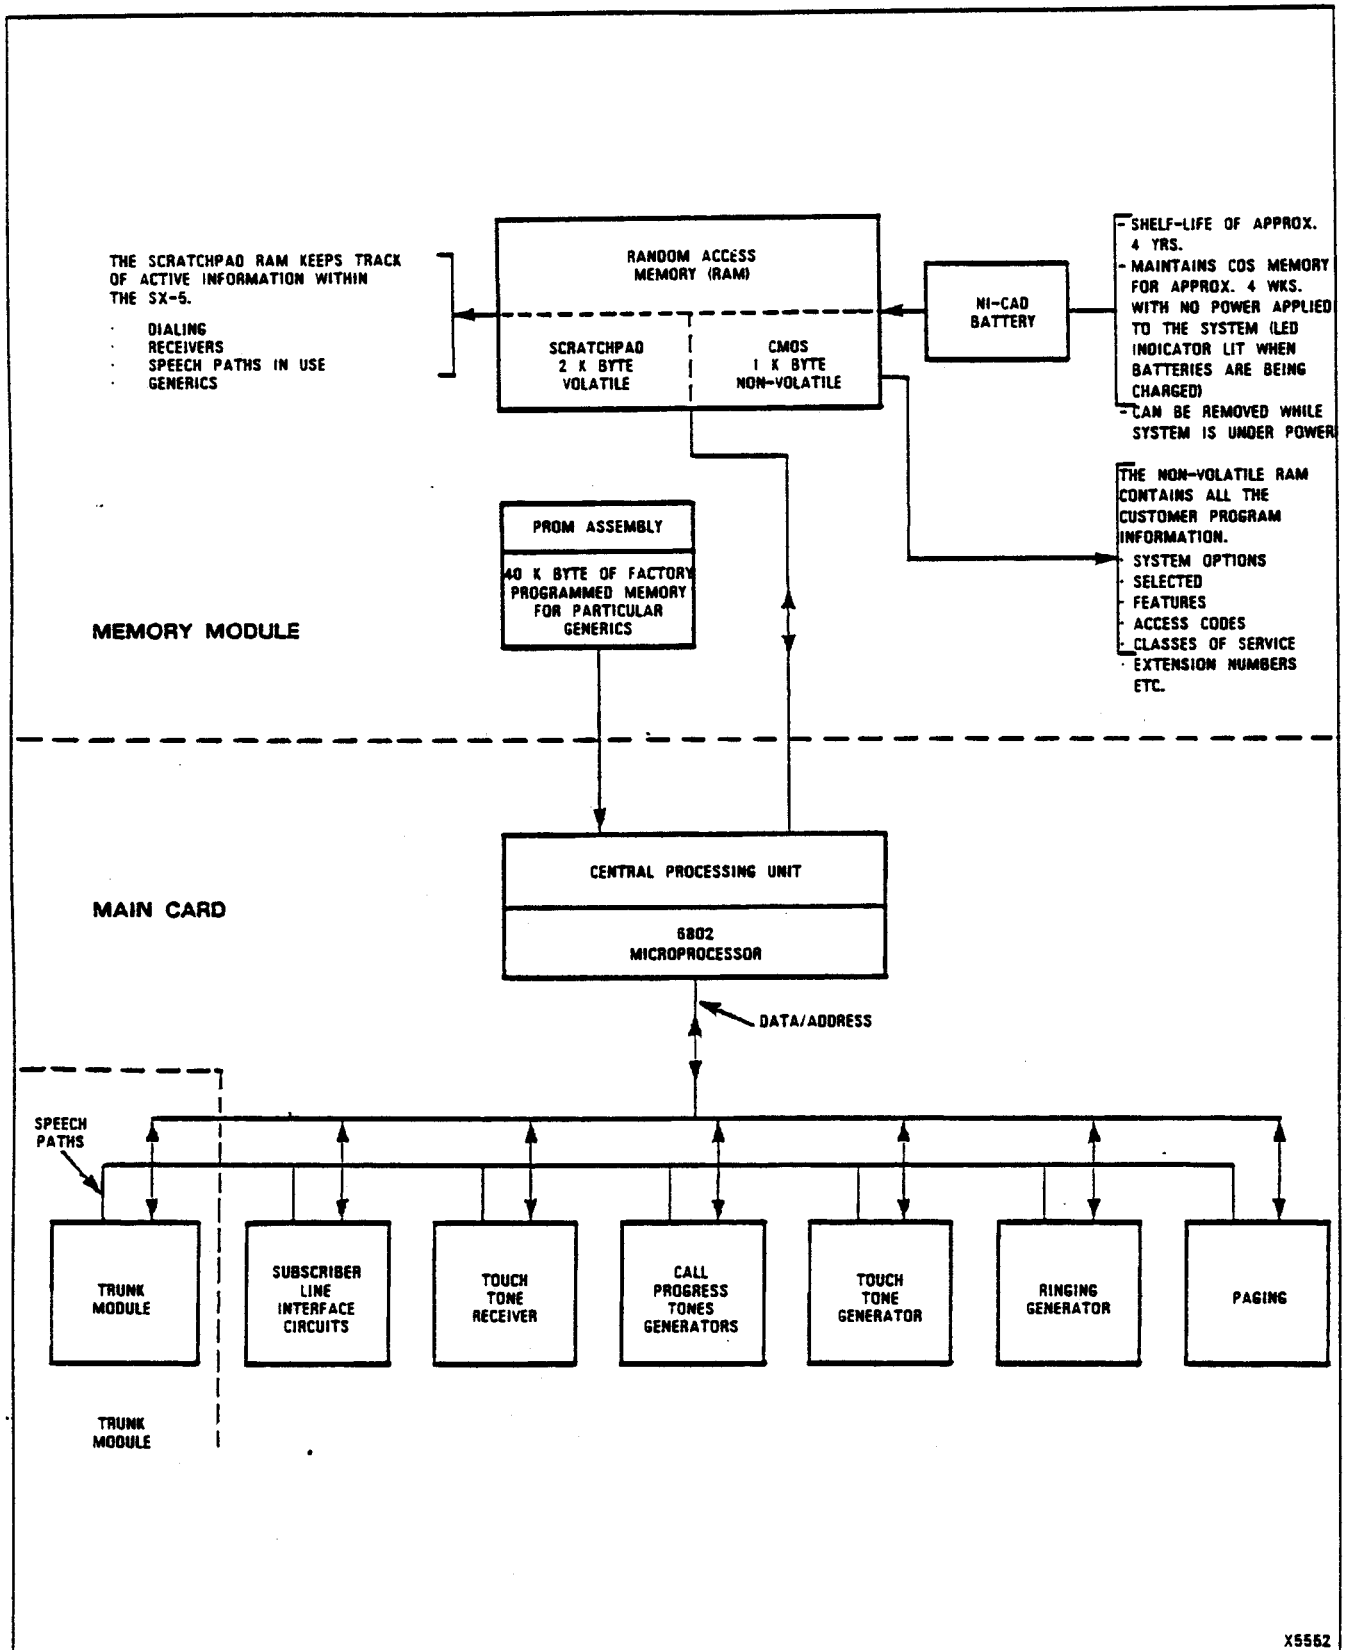 RANDOM ACCESS
MEMORY (RAM)
SCRATCHPAD
2 K BYTE
VOLATILE
CMOS
1 K BYTE
NON-VOLATILE
THE SCRATCHPAD RAM KEEPS TRACK
OF ACTIVE INFORMATION WITHIN
THE SX-5.
· DIALING
· RECEIVERS
· SPEECH PATHS IN USE
· GENERICS
NI-CAD
BATTERY
- SHELF-LIFE OF APPROX.
4 YRS.
- MAINTAINS COS MEMORY
FOR APPROX. 4 WKS.
WITH NO POWER APPLIED
TO THE SYSTEM (LED
INDICATOR LIT WHEN
BATTERIES ARE BEING
CHARGED)
- CAN BE REMOVED WHILE
SYSTEM IS UNDER POWER
THE NON-VOLATILE RAM
CONTAINS ALL THE
CUSTOMER PROGRAM
INFORMATION.
- SYSTEM OPTIONS
- SELECTED
- FEATURES
- ACCESS CODES
- CLASSES OF SERVICE
· EXTENSION NUMBERS
ETC.
PROM ASSEMBLY
40 K BYTE OF FACTORY
PROGRAMMED MEMORY
FOR PARTICULAR
GENERICS
MEMORY MODULE
MAIN CARD
CENTRAL PROCESSING UNIT
6802
MICROPROCESSOR
DATA/ADDRESS
SPEECH
PATHS
TRUNK
MODULE
SUBSCRIBER
LINE
INTERFACE
CIRCUITS
TOUCH
TONE
RECEIVER
CALL
PROGRESS
TONES
GENERATORS
TOUCH
TONE
GENERATOR
RINGING
GENERATOR
PAGING
TRUNK
MODULE
X5562